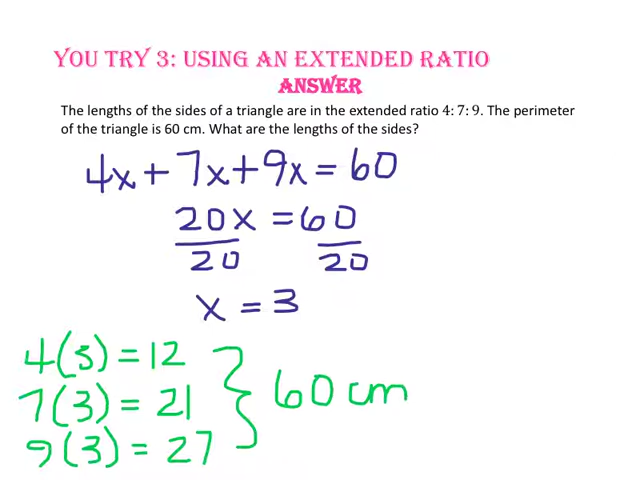 YOU TRY 3: USING AN EXTENDED RATIO
ANSWER
The lengths of the sides of a triangle are in the extended ratio 4: 7: 9. The perimeter
of the triangle is 60 cm. What are the lengths of the sides?
4x + 7x + 9x = 60
20x = 60
20 20
x = 3
4(3) = 12
7(3) = 21
9(3) = 27
60 cm